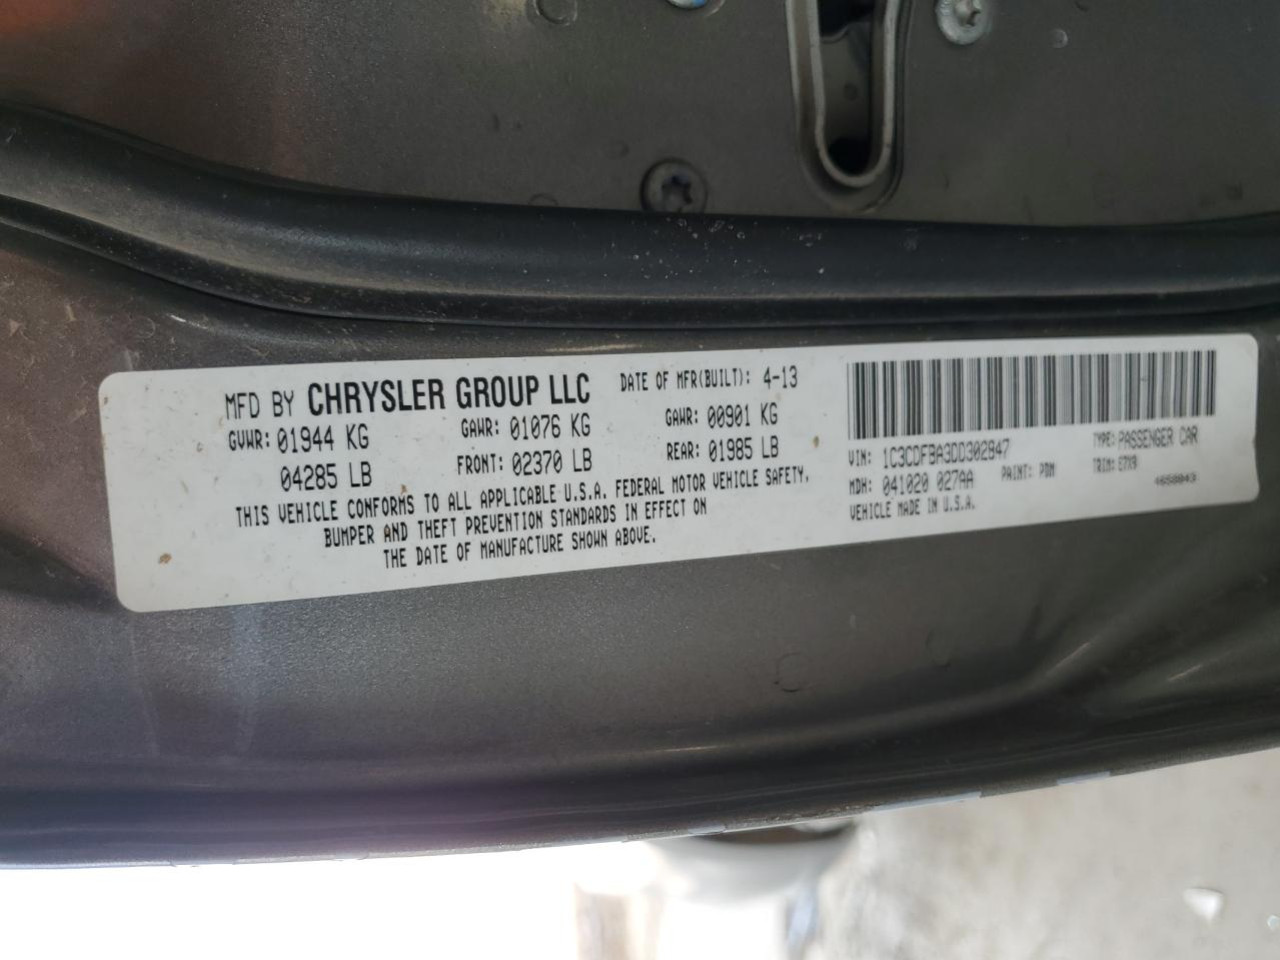 MFD BY CHRYSLER GROUP LLC
DATE OF MFR(BUILT): 4-13
GVWR: 01944 KG
04285 LB
GAWR: 01076 KG
FRONT: 02370 LB
GAWR: 00901 KG
REAR: 01985 LB
THIS VEHICLE CONFORMS TO ALL APPLICABLE U.S.A. FEDERAL MOTOR VEHICLE SAFETY,
BUMPER AND THEFT PREVENTION STANDARDS IN EFFECT ON
THE DATE OF MANUFACTURE SHOWN ABOVE.
VIN: 1C3CDFBA3DD302847
TYPE: PASSENGER CAR
MDH: 041020 027AA
PAINT: PDM
TRIM: E7X9
VEHICLE MADE IN U.S.A.
4658843